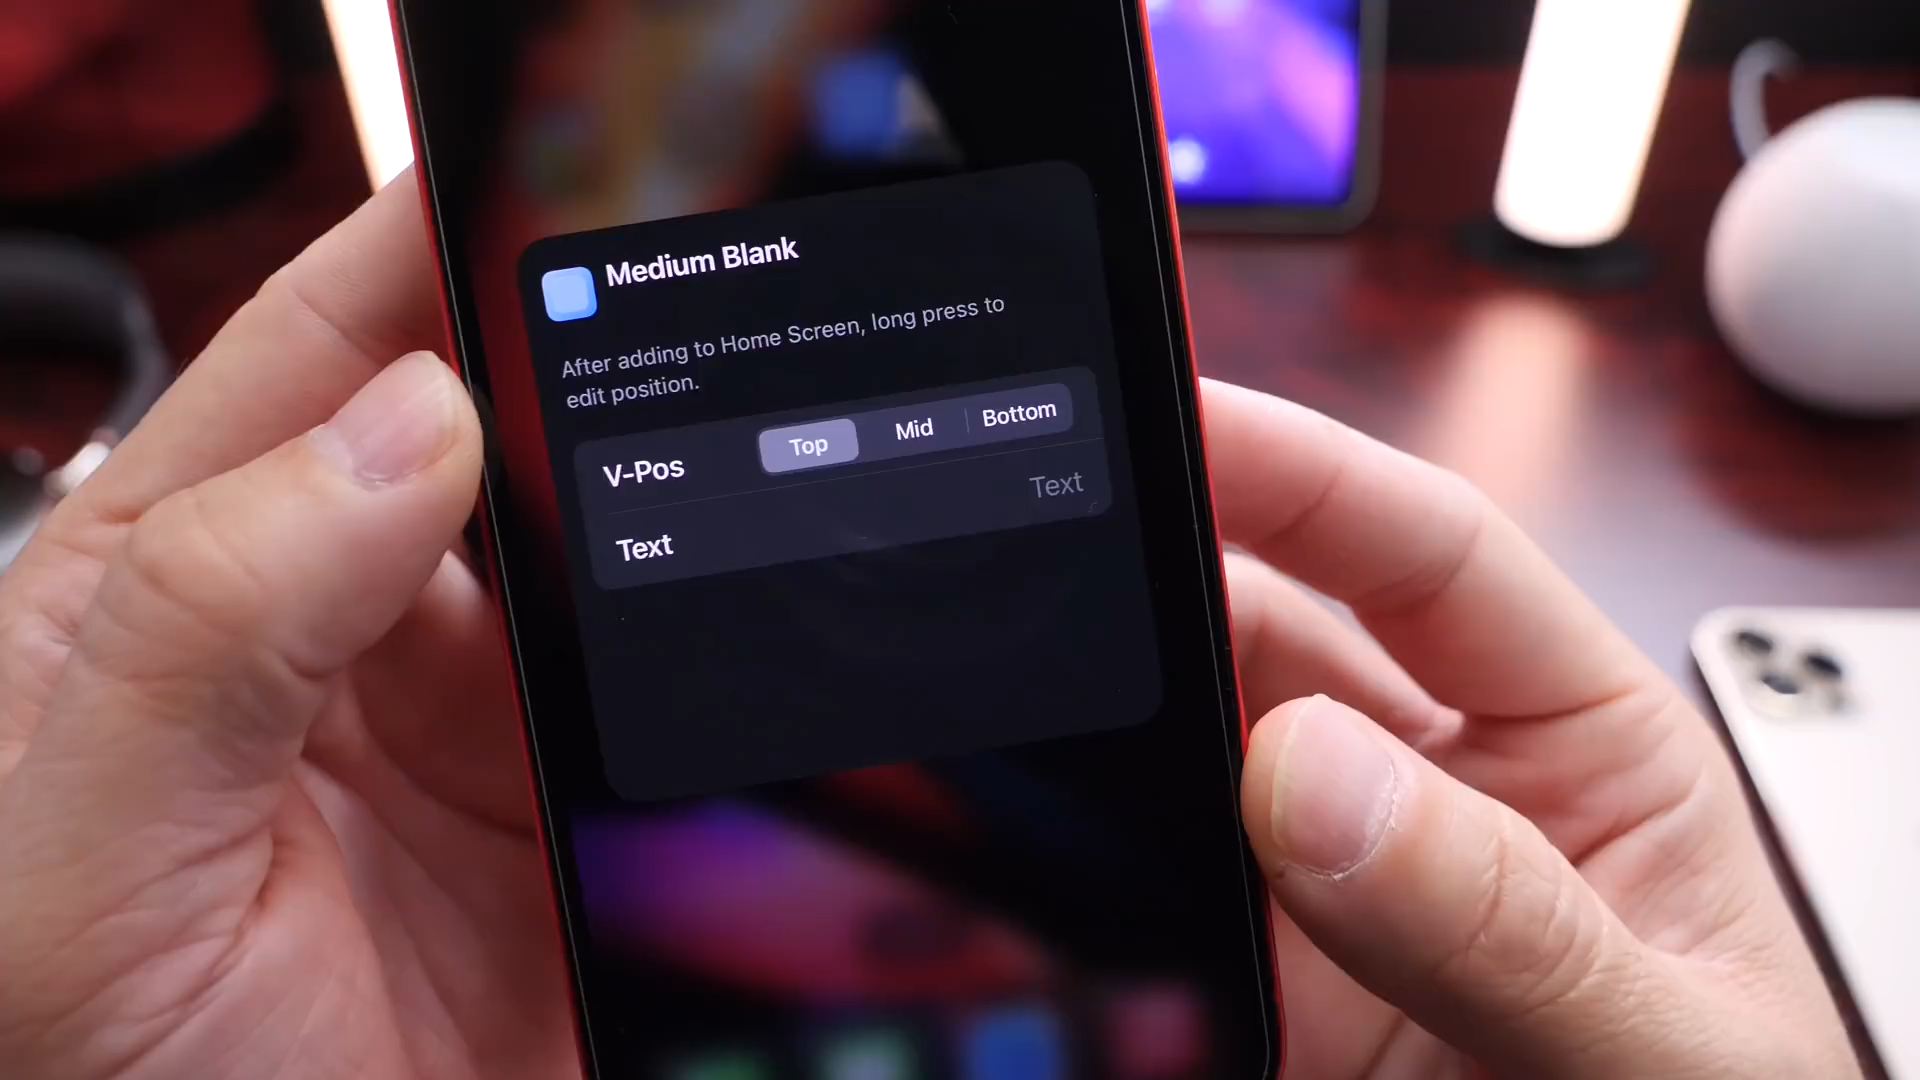 Medium Blank
After adding to Home Screen, long press to
edit position.
V-Pos Top Mid Bottom
Text Text